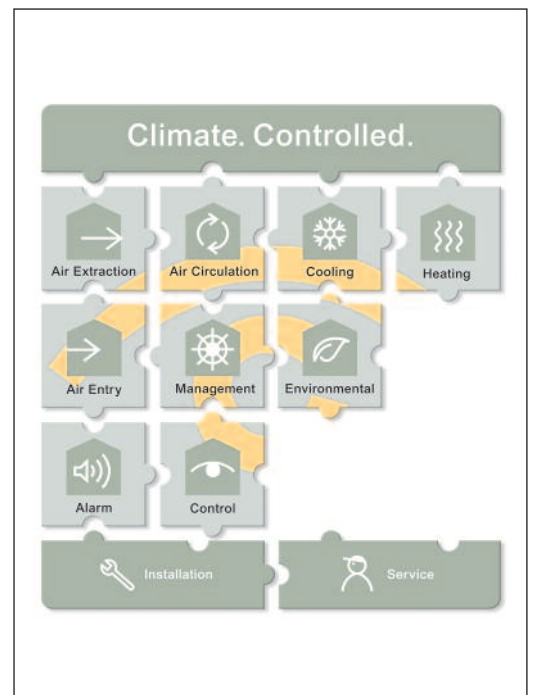 Climate. Controlled.
Air Extraction
Air Circulation
Cooling
Heating
Air Entry
Management
Environmental
Alarm
Control
Installation
Service